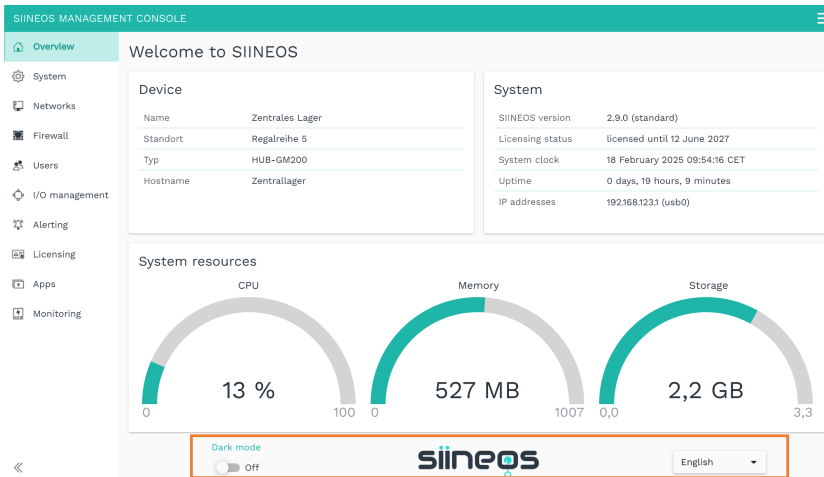 SIINEOS MANAGEMENT CONSOLE
Overview
System
Networks
Firewall
Users
I/O management
Alerting
Licensing
Apps
Monitoring
Welcome to SIINEOS
Device
Name Zentrales Lager
Standort Regalreihe 5
Typ HUB-GM200
Hostname Zentrallager
System
SIINEOS version 2.9.0 (standard)
Licensing status licensed until 12 June 2027
System clock 18 February 2025 09:54:16 CET
Uptime 0 days, 19 hours, 9 minutes
IP addresses 192.168.123.1 (usb0)
System resources
CPU
13 %
0 100
Memory
527 MB
0 1007
Storage
2,2 GB
0,0 3,3
Dark mode
Off
siineos
English